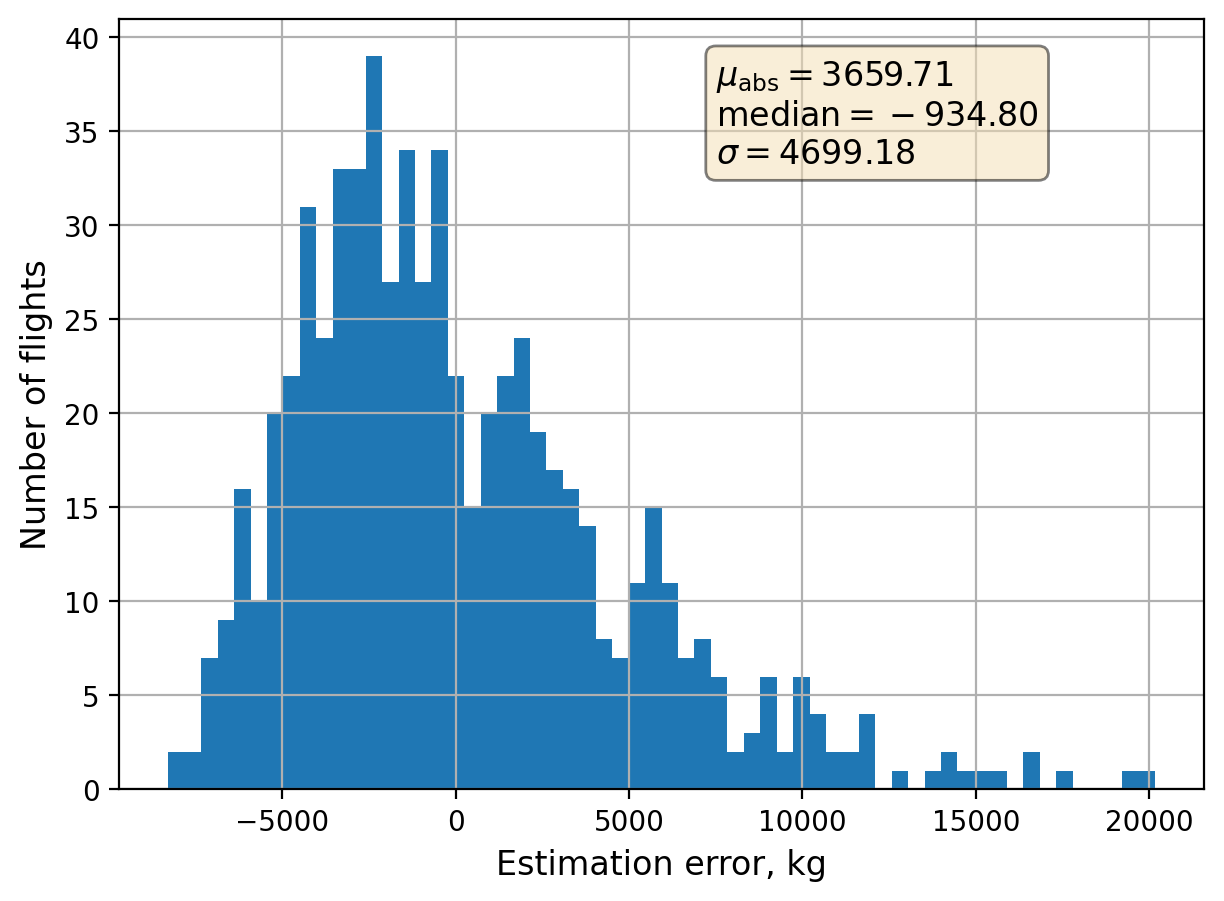 40
35
30
25
20
15
10
5
0
Number of flights
μabs = 3659.71
median = − 934.80
σ = 4699.18
−5000 0 5000 10000 15000 20000
Estimation error, kg